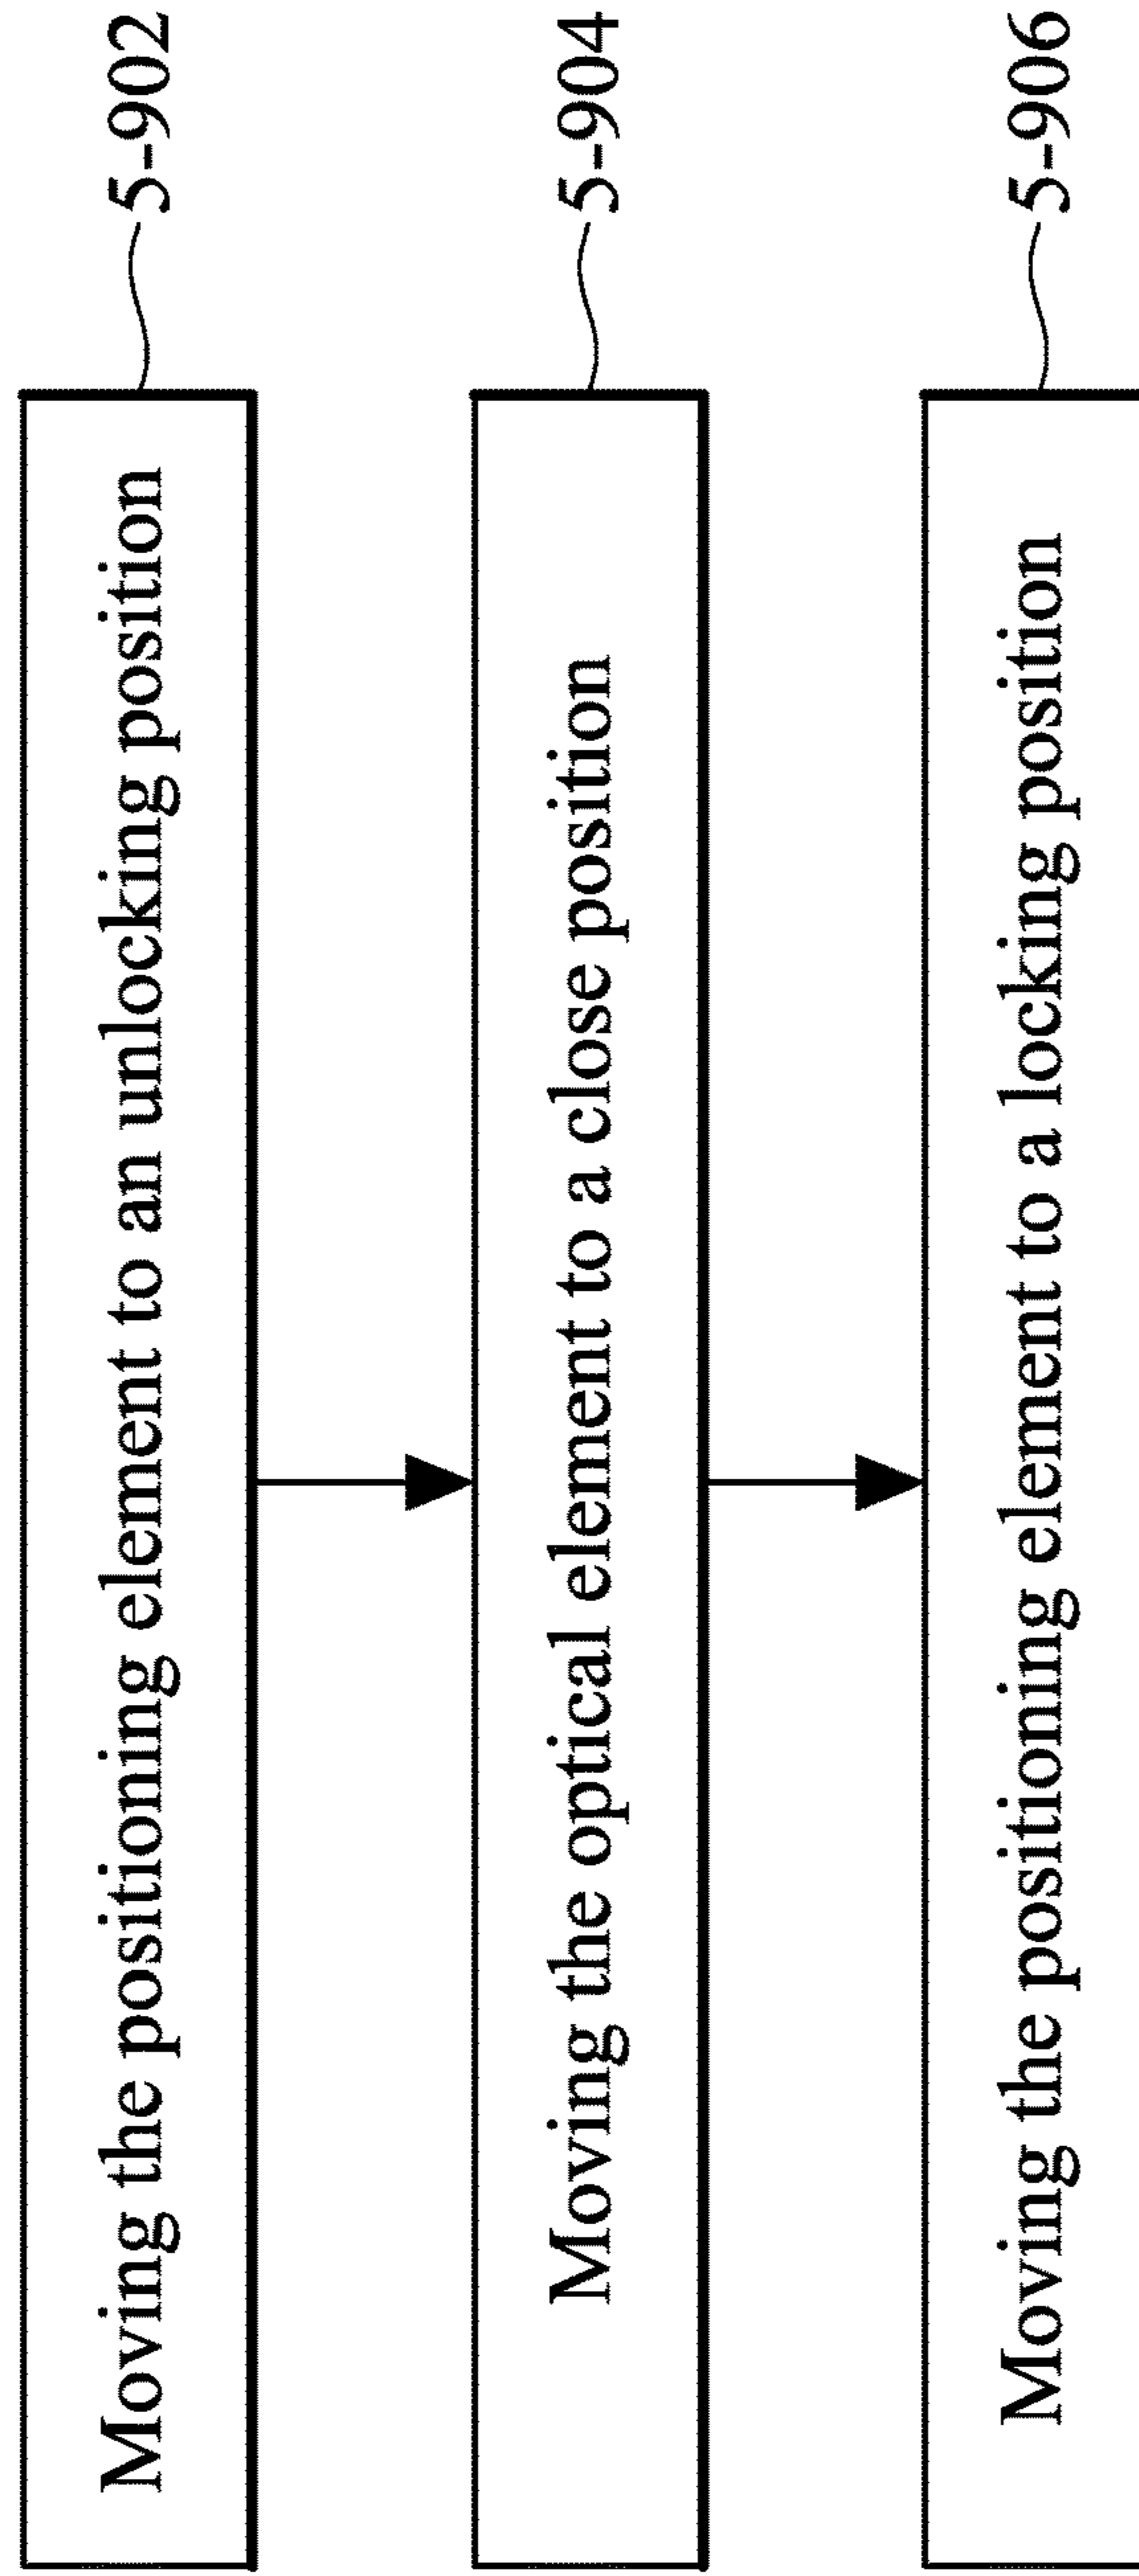 Moving the positioning element to an unlocking position
5-902
Moving the optical element to a close position
5-904
Moving the positioning element to a locking position
5-906